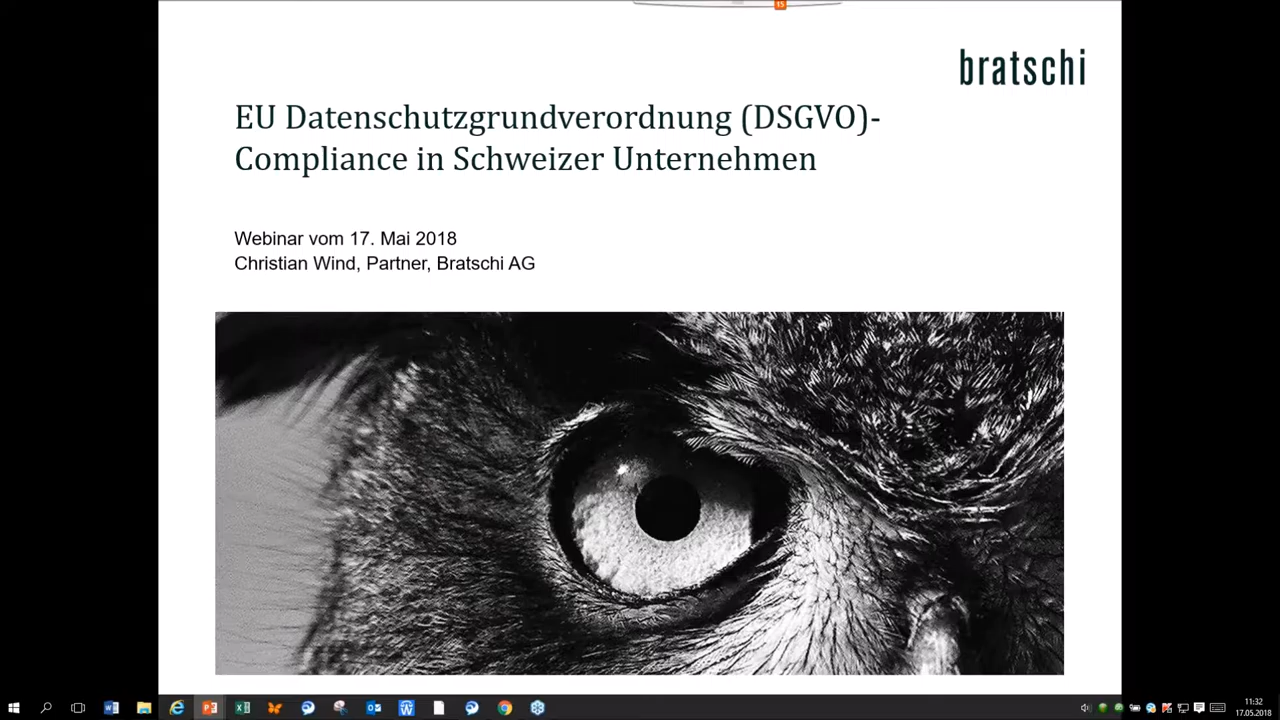 15
bratschi
EU Datenschutzgrundverordnung (DSGVO)-
Compliance in Schweizer Unternehmen
Webinar vom 17. Mai 2018
Christian Wind, Partner, Bratschi AG
11:32
17.05.2018